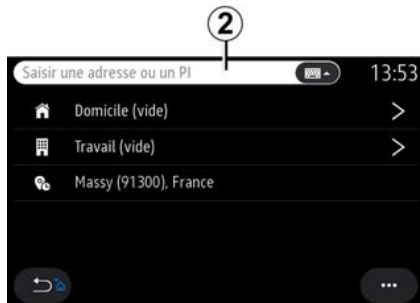 2
Saisir une adresse ou un PI
13:53
Domicile (vide)
Travail (vide)
Massy (91300), France